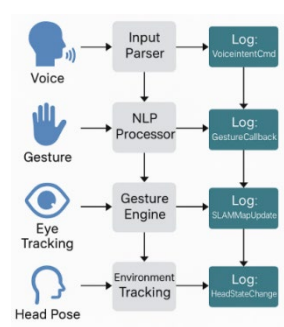 Voice
Input
Parser
Log:
VoiceintentCmd
Gesture
NLP
Processor
Log:
GestureCallback
Eye
Tracking
Gesture
Engine
Log:
SLAMMapUpdate
Head Pose
Environment
Tracking
Log:
HeadStateChange